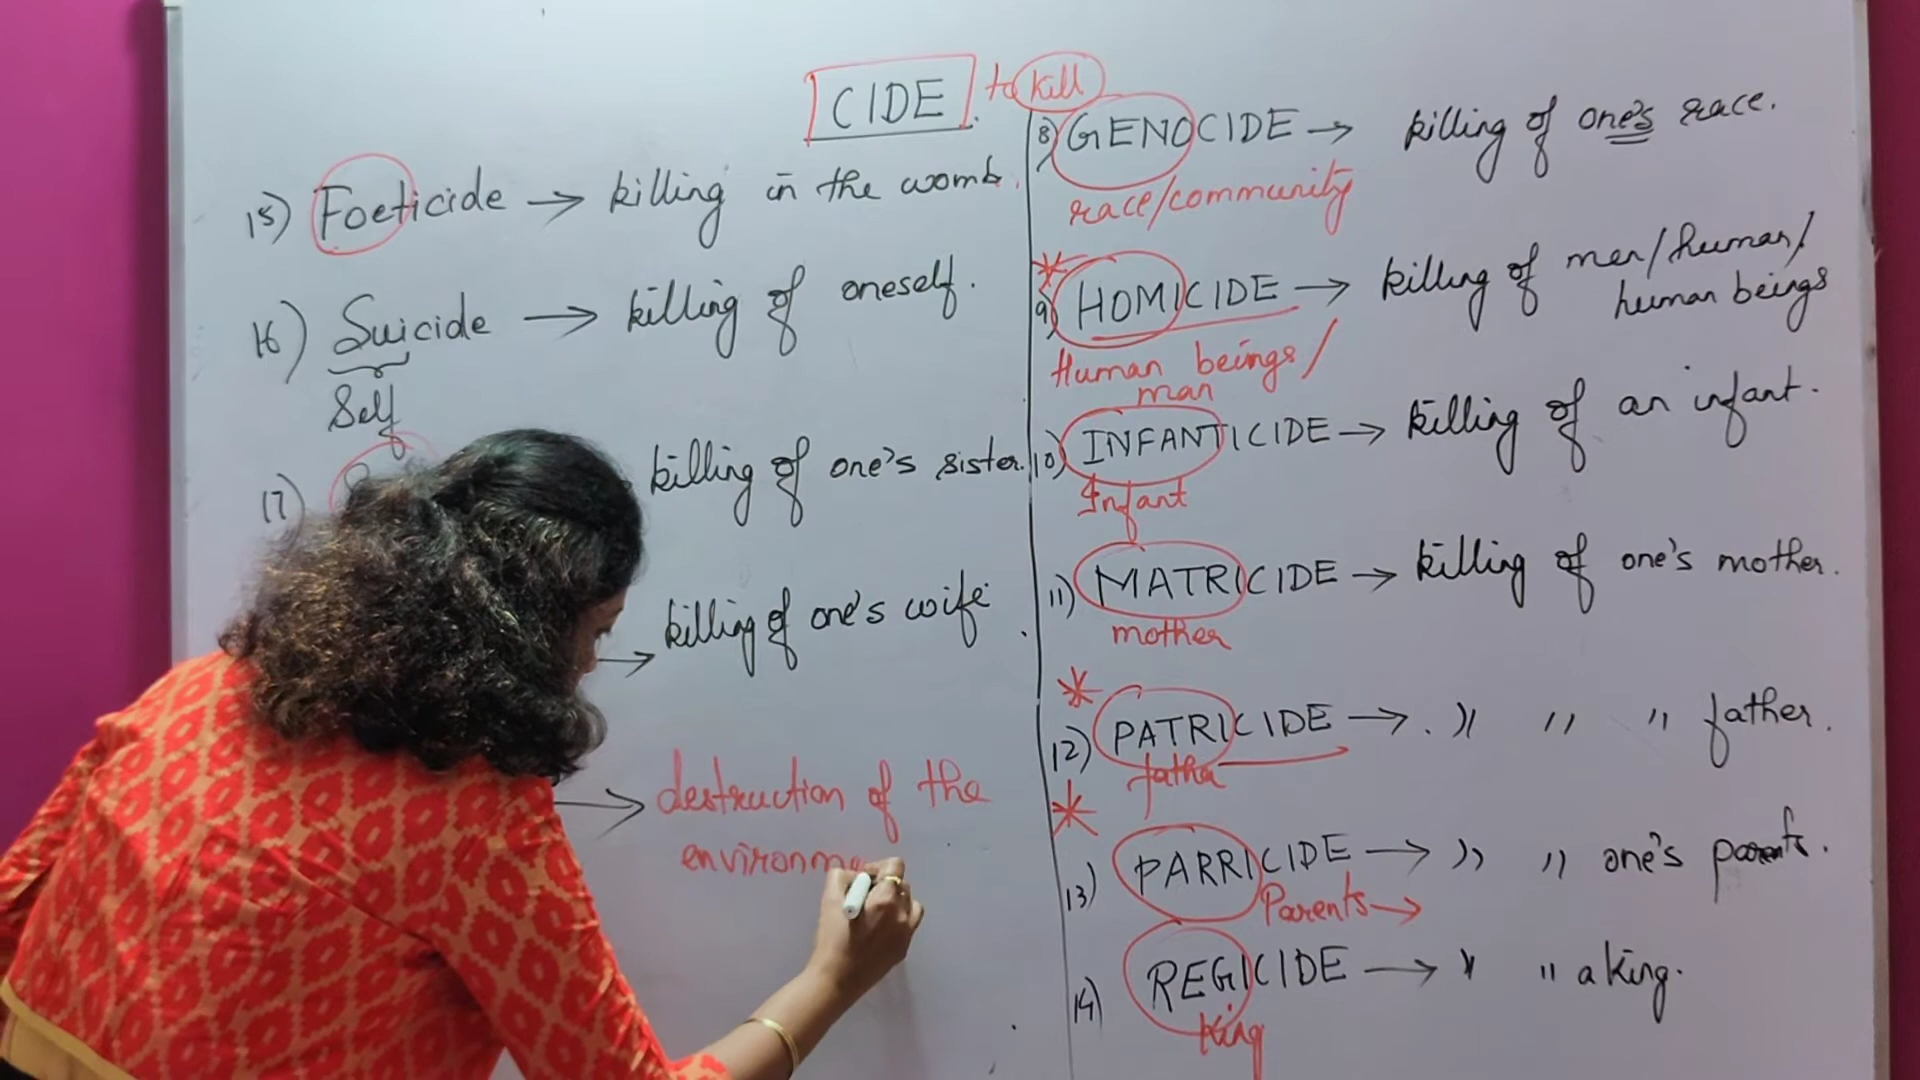 CIDE. to kill
15) Foeticide → killing in the womb.
16) Suicide → killing of oneself.
Self
17)
killing of one's sister.
→ killing of one's wife
→ destruction of the
environme
8) GENOCIDE → killing of one's race.
race/community
9) HOMICIDE → killing of men/human/
human beings
Human beings/
man
10) INFANTICIDE → killing of an infant.
Infant
11) MATRICIDE → killing of one's mother.
mother
12) PATRICIDE → . " " " father.
father
13) PARRICIDE → " " one's parents.
Parents →
14) REGICIDE → " " a king.
King